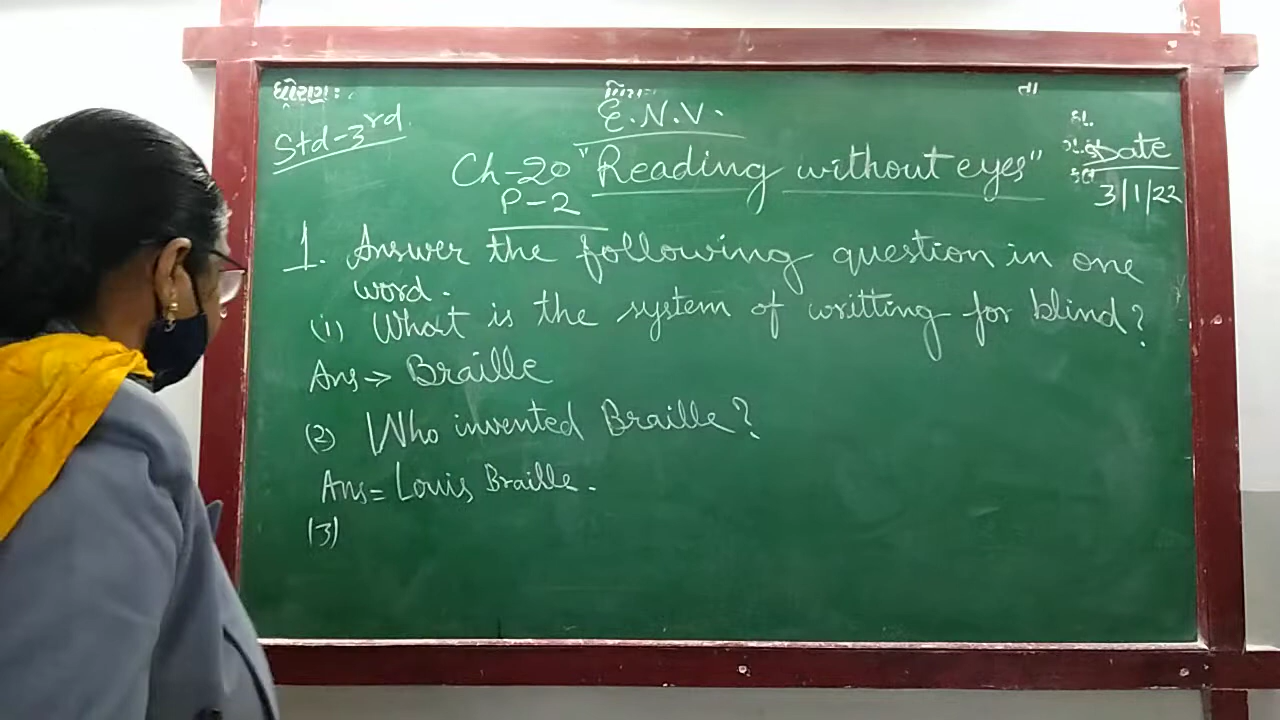 ધોરણ:
તા
Std-3rd.
E.N.V.
Date
3/1/22
Ch-20 "Reading without eyes"
P-2
1. Answer the following question in one
word.
(1) What is the system of writting for blind?
Ans → Braille
(2) Who invented Braille?
Ans = Louis Braille.
(3)